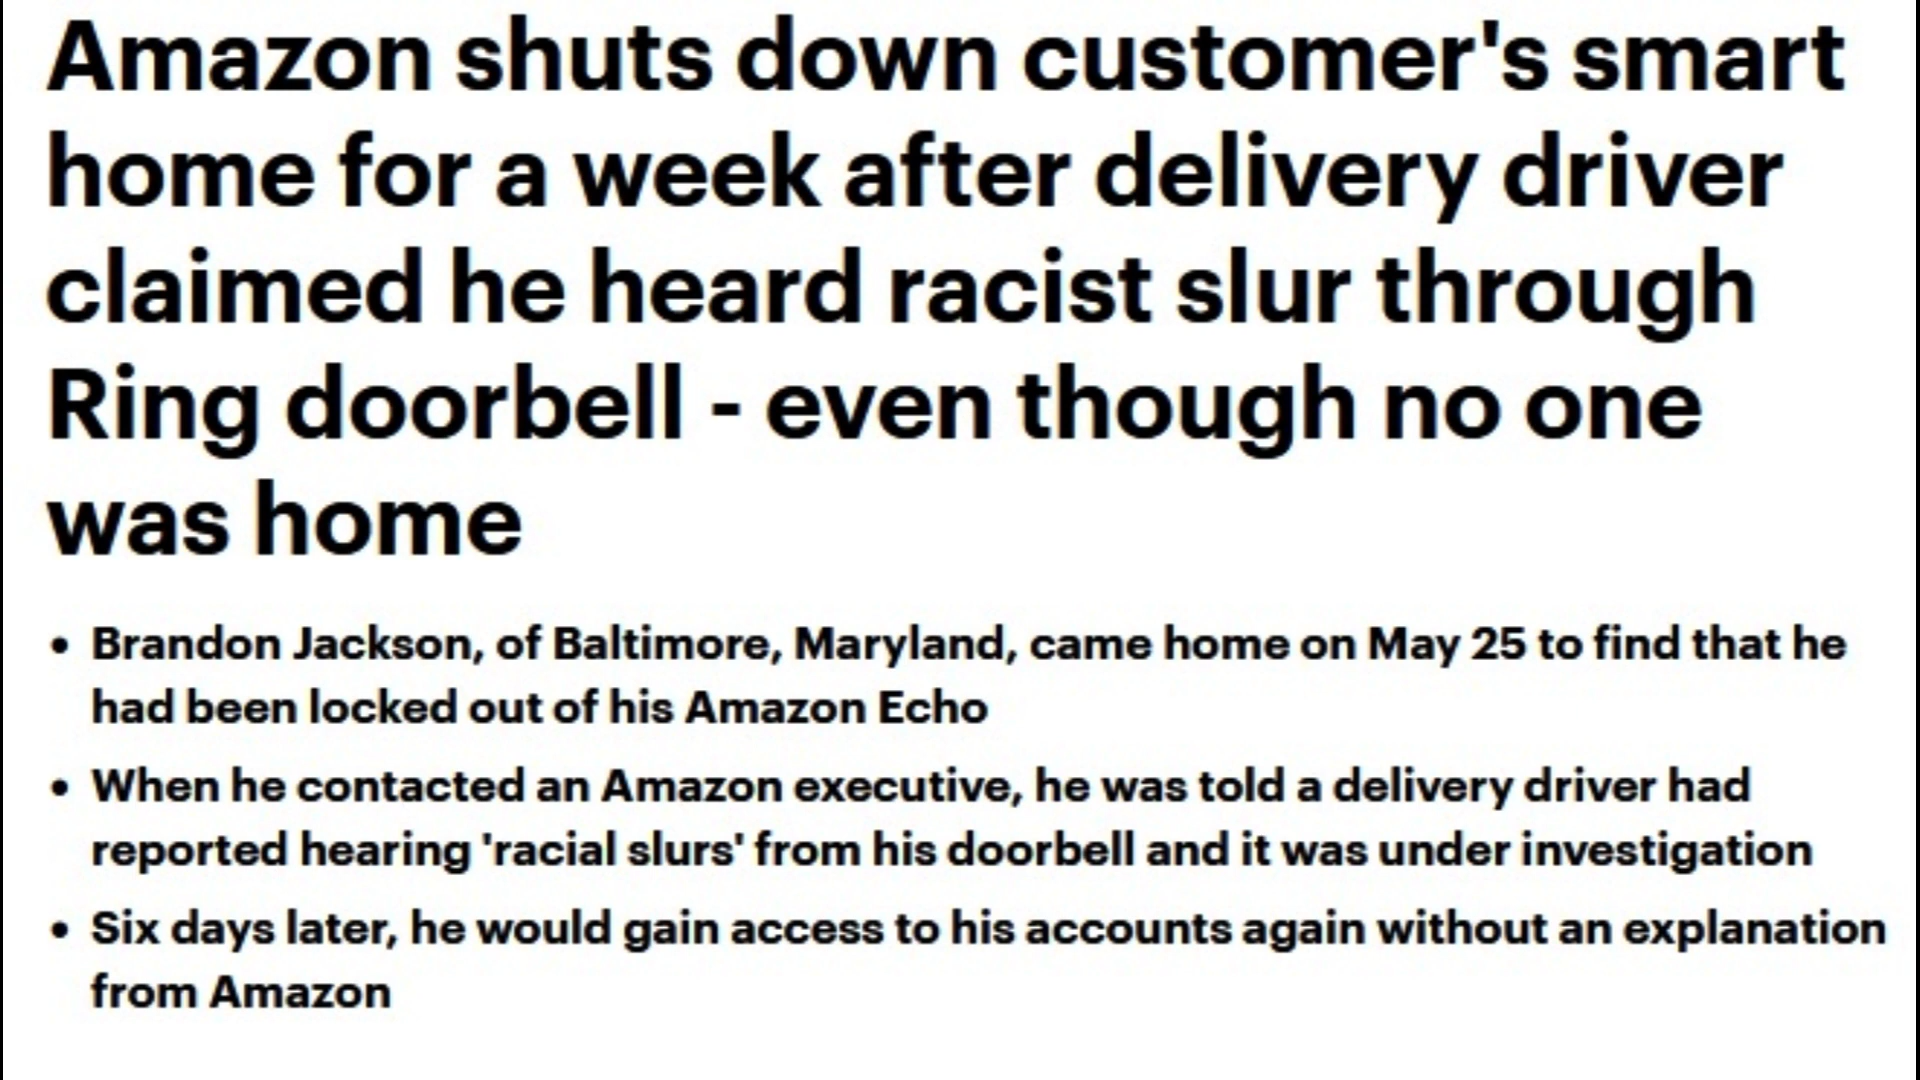 Amazon shuts down customer's smart
home for a week after delivery driver
claimed he heard racist slur through
Ring doorbell - even though no one
was home
• Brandon Jackson, of Baltimore, Maryland, came home on May 25 to find that he
had been locked out of his Amazon Echo
• When he contacted an Amazon executive, he was told a delivery driver had
reported hearing 'racial slurs' from his doorbell and it was under investigation
• Six days later, he would gain access to his accounts again without an explanation
from Amazon